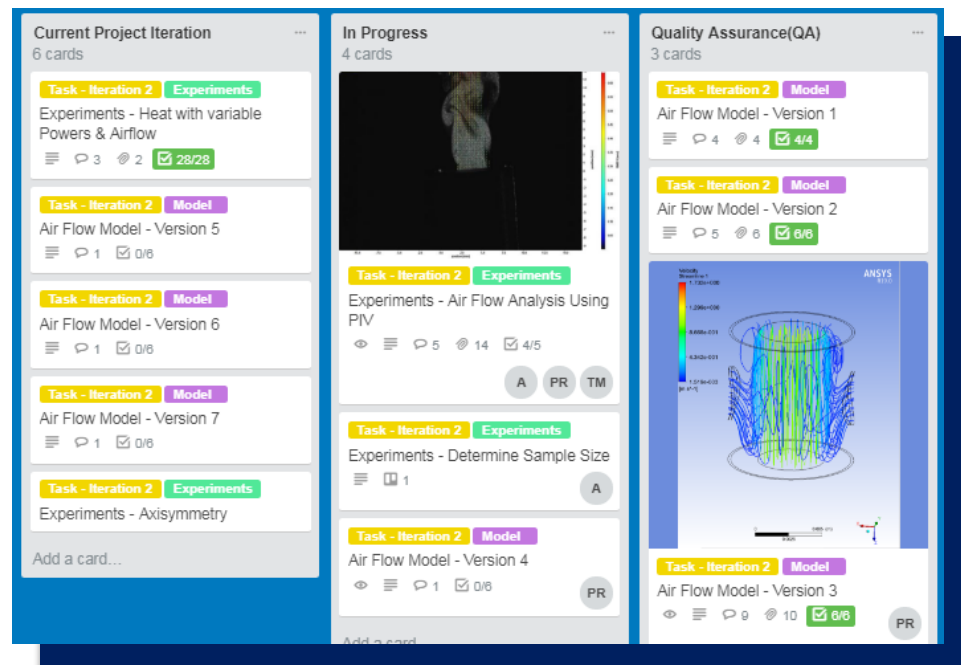 Current Project Iteration
6 cards
Task - Iteration 2 Experiments
Experiments - Heat with variable
Powers & Airflow
3 2 28/28
Task - Iteration 2 Model
Air Flow Model - Version 5
1 0/6
Task - Iteration 2 Model
Air Flow Model - Version 6
1 0/6
Task - Iteration 2 Model
Air Flow Model - Version 7
1 0/6
Task - Iteration 2 Experiments
Experiments - Axisymmetry
Add a card...
In Progress
4 cards
Task - Iteration 2 Experiments
Experiments - Air Flow Analysis Using
PIV
5 14 4/5
A PR TM
Task - Iteration 2 Experiments
Experiments - Determine Sample Size
1
A
Task - Iteration 2 Model
Air Flow Model - Version 4
1 0/6
PR
Add a card
Quality Assurance(QA)
3 cards
Task - Iteration 2 Model
Air Flow Model - Version 1
4 4 4/4
Task - Iteration 2 Model
Air Flow Model - Version 2
5 6 6/6
Velocity
ANSYS
Task - Iteration 2 Model
Air Flow Model - Version 3
9 10 6/6
PR